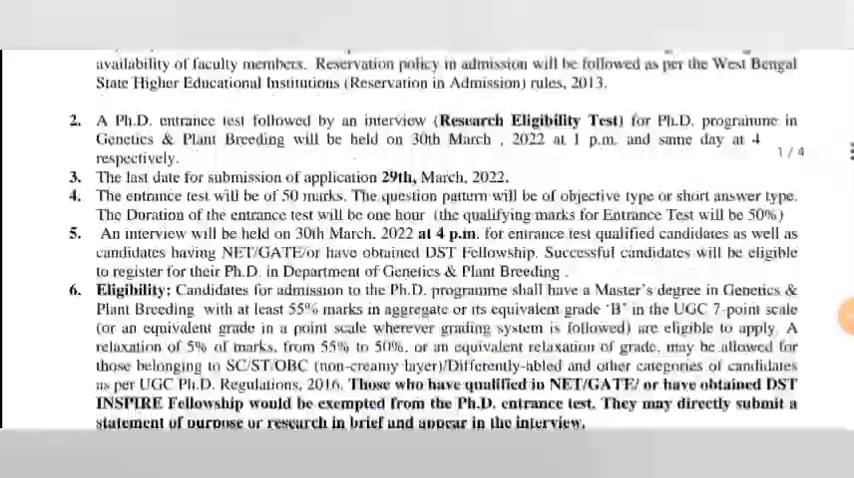 availability of faculty members. Reservation policy in admission will be followed as per the West Bengal
State Higher Educational Institutions (Reservation in Admission) rules, 2013.
2. A Ph.D. entrance test followed by an interview (Research Eligibility Test) for Ph.D. programme in
Genetics & Plant Breeding will be held on 30th March , 2022 at 1 p.m. and same day at 4
respectively.
1 / 4
3. The last date for submission of application 29th, March, 2022.
4. The entrance test will be of 50 marks. The question pattern will be of objective type or short answer type.
The Duration of the entrance test will be one hour (the qualifying marks for Entrance Test will be 50%)
5. An interview will be held on 30th March, 2022 at 4 p.m. for entrance test qualified candidates as well as
candidates having NET/GATE/or have obtained DST Fellowship. Successful candidates will be eligible
to register for their Ph.D. in Department of Genetics & Plant Breeding .
6. Eligibility: Candidates for admission to the Ph.D. programme shall have a Master's degree in Genetics &
Plant Breeding with at least 55% marks in aggregate or its equivalent grade 'B' in the UGC 7-point scale
(or an equivalent grade in a point scale wherever grading system is followed) are eligible to apply. A
relaxation of 5% of marks, from 55% to 50%, or an equivalent relaxation of grade, may be allowed for
those belonging to SC/ST/OBC (non-creamy layer)/Differently-abled and other categories of candidates
as per UGC Ph.D. Regulations, 2016. Those who have qualified in NET/GATE/ or have obtained DST
INSPIRE Fellowship would be exempted from the Ph.D. entrance test. They may directly submit a
statement of purpose or research in brief and appear in the interview.